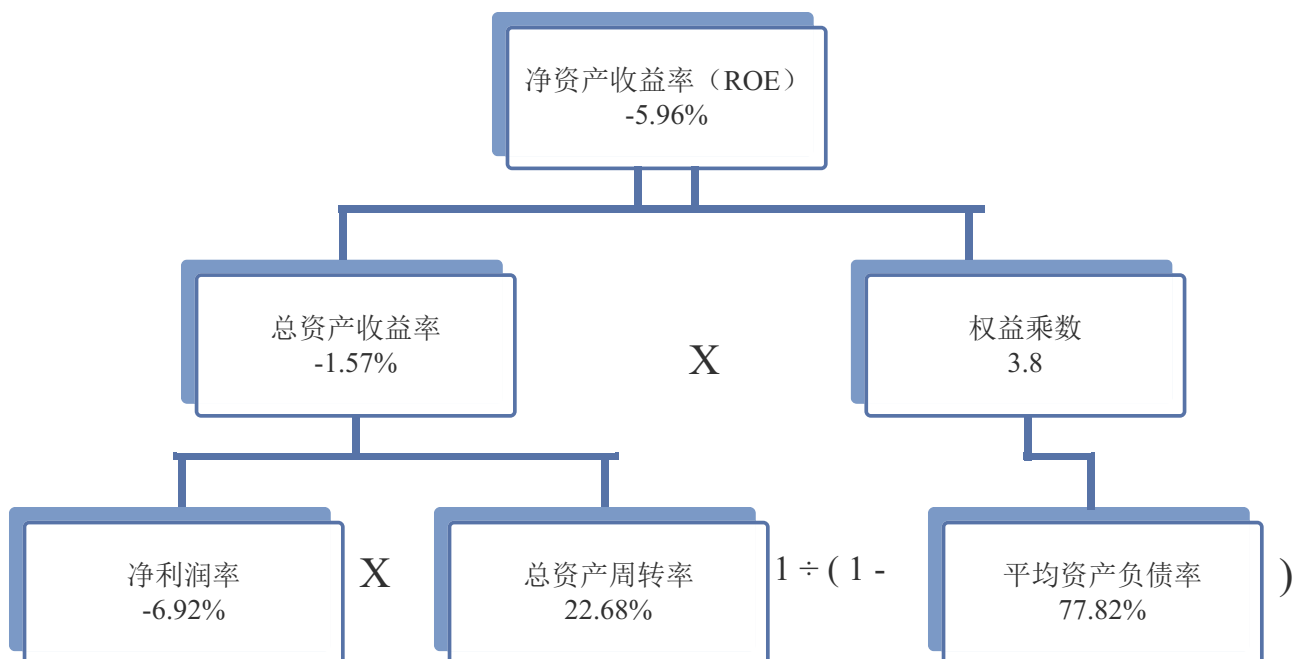 净资产收益率（ROE）
-5.96%
总资产收益率
-1.57%
X
权益乘数
3.8
净利润率
-6.92%
X
总资产周转率
22.68%
1 ÷ ( 1 -
平均资产负债率
77.82%
)